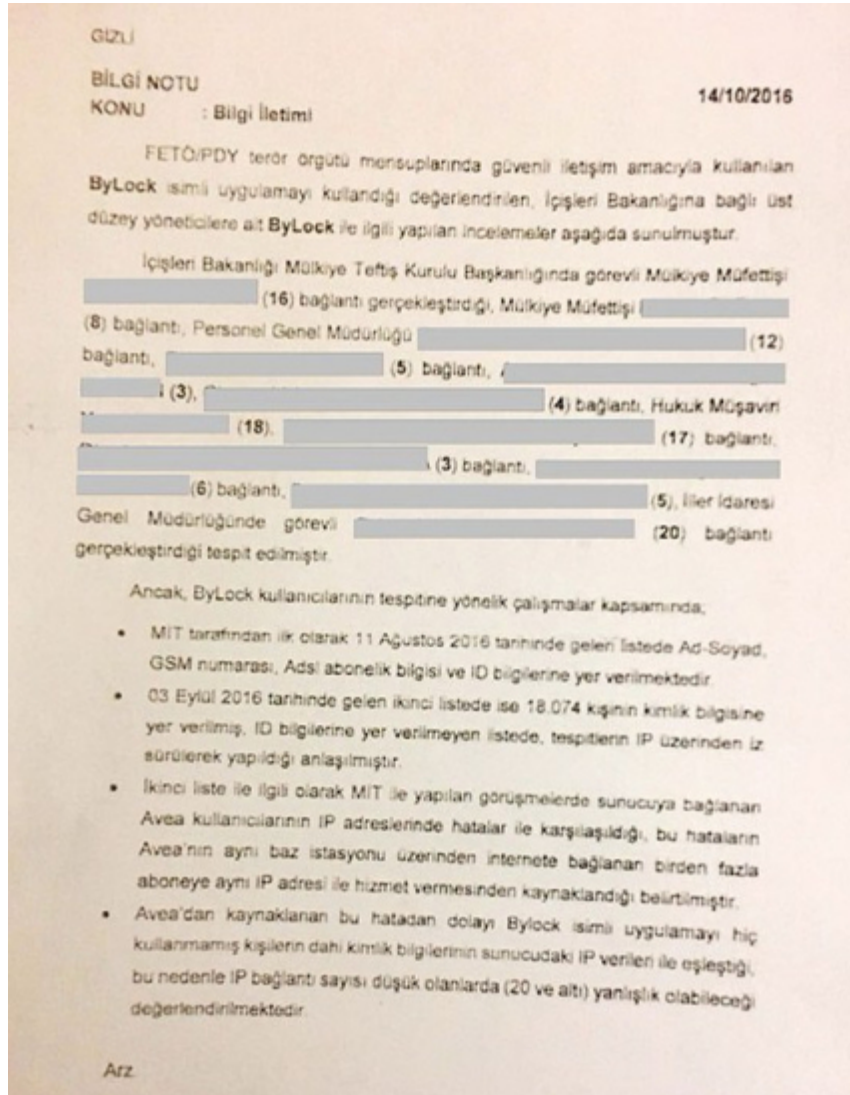 GİZLİ
BİLGİ NOTU
14/10/2016
KONU : Bilgi İletimi
FETÖ/PDY terör örgütü mensuplarında güvenli iletişim amacıyla kullanılan
ByLock isimli uygulamayı kullandığı değerlendirilen, İçişleri Bakanlığına bağlı üst
düzey yöneticilere ait ByLock ile ilgili yapılan incelemeler aşağıda sunulmuştur.
İçişleri Bakanlığı Mülkiye Teftiş Kurulu Başkanlığında görevli Mülkiye Müfettişi
(16) bağlantı gerçekleştirdiği, Mülkiye Müfettişi
(8) bağlantı, Personel Genel Müdürlüğü (12)
bağlantı, (5) bağlantı,
(3), (4) bağlantı, Hukuk Müşaviri
(18), (17) bağlantı,
(3) bağlantı,
(6) bağlantı, (5), İller İdaresi
Genel Müdürlüğünde görevli (20) bağlantı
gerçekleştirdiği tespit edilmiştir.
Ancak, ByLock kullanıcılarının tespitine yönelik çalışmalar kapsamında;
• MİT tarafından ilk olarak 11 Ağustos 2016 tarihinde gelen listede Ad-Soyad,
GSM numarası, Adsl abonelik bilgisi ve ID bilgilerine yer verilmektedir.
• 03 Eylül 2016 tarihinde gelen ikinci listede ise 18.074 kişinin kimlik bilgisine
yer verilmiş, ID bilgilerine yer verilmeyen listede, tespitlerin IP üzerinden iz
sürülerek yapıldığı anlaşılmıştır.
• İkinci liste ile ilgili olarak MİT ile yapılan görüşmelerde sunucuya bağlanan
Avea kullanıcılarının IP adreslerinde hatalar ile karşılaşıldığı, bu hataların
Avea'nın aynı baz istasyonu üzerinden internete bağlanan birden fazla
aboneye aynı IP adresi ile hizmet vermesinden kaynaklandığı belirtilmiştir.
• Avea'dan kaynaklanan bu hatadan dolayı Bylock isimli uygulamayı hiç
kullanmamış kişilerin dahi kimlik bilgilerinin sunucudaki IP verileri ile eşleştiği,
bu nedenle IP bağlantı sayısı düşük olanlarda (20 ve altı) yanlışlık olabileceği
değerlendirilmektedir.
Arz